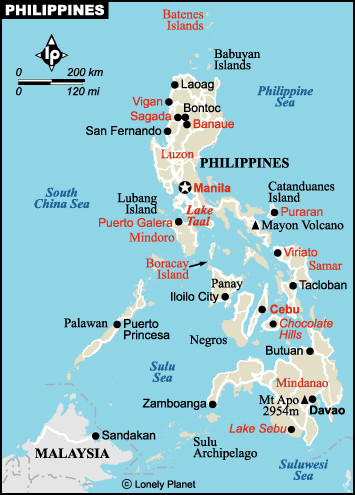 PHILIPPINES
Batenes
Islands
Babuyan
Islands
lp
0 200 km
0 120 mi
Laoag
Philippine
Sea
Vigan
Bontoc
Sagada
San Fernando
Banaue
Luzon
PHILIPPINES
Manila
South
China Sea
Lubang
Island
Catanduanes
Island
Lake
Taal
Puraran
Puerto Galera
Mayon Volcano
Mindoro
Viriato
Boracay
Island
Samar
Panay
Tacloban
Iloilo City
Cebu
Palawan
Puerto
Princesa
Chocolate
Hills
Negros
Butuan
Sulu
Sea
Mindanao
Zamboanga
Mt Apo
2954m
Davao
Lake Sebu
Sandakan
Sulu
Archipelago
MALAYSIA
Suluwesi
Sea
© Lonely Planet